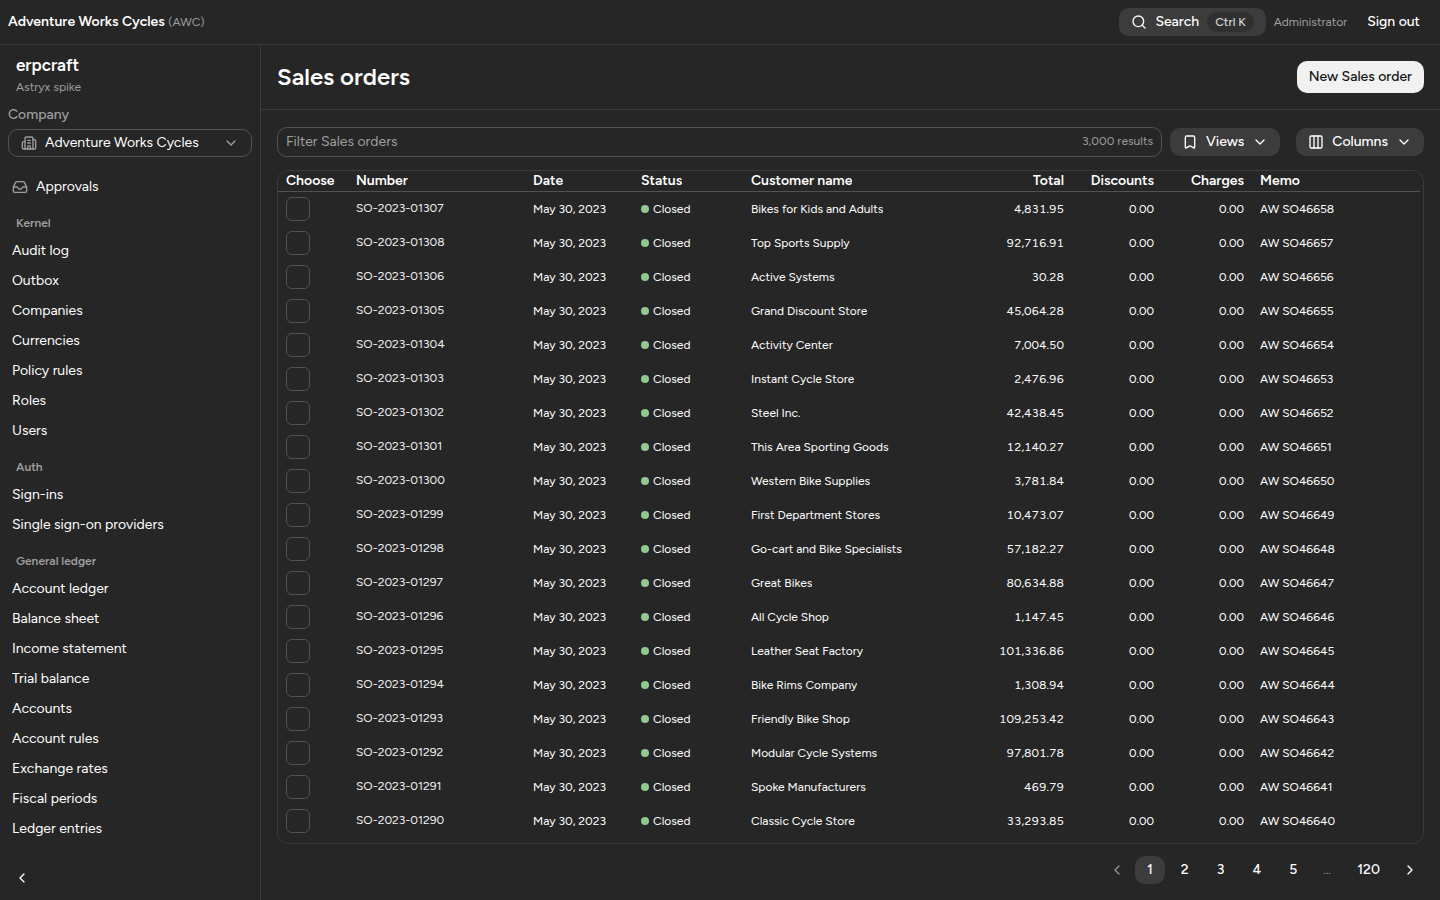 Adventure Works Cycles (AWC)
Search Ctrl K Administrator Sign out
erpcraft
Astryx spike
Company
Adventure Works Cycles
Approvals
Kernel
Audit log
Outbox
Companies
Currencies
Policy rules
Roles
Users
Auth
Sign-ins
Single sign-on providers
General ledger
Account ledger
Balance sheet
Income statement
Trial balance
Accounts
Account rules
Exchange rates
Fiscal periods
Ledger entries
Sales orders
New Sales order
Filter Sales orders 3,000 results Views Columns
Choose Number Date Status Customer name Total Discounts Charges Memo
SO-2023-01307 May 30, 2023 Closed Bikes for Kids and Adults 4,831.95 0.00 0.00 AW SO46658
SO-2023-01308 May 30, 2023 Closed Top Sports Supply 92,716.91 0.00 0.00 AW SO46657
SO-2023-01306 May 30, 2023 Closed Active Systems 30.28 0.00 0.00 AW SO46656
SO-2023-01305 May 30, 2023 Closed Grand Discount Store 45,064.28 0.00 0.00 AW SO46655
SO-2023-01304 May 30, 2023 Closed Activity Center 7,004.50 0.00 0.00 AW SO46654
SO-2023-01303 May 30, 2023 Closed Instant Cycle Store 2,476.96 0.00 0.00 AW SO46653
SO-2023-01302 May 30, 2023 Closed Steel Inc. 42,438.45 0.00 0.00 AW SO46652
SO-2023-01301 May 30, 2023 Closed This Area Sporting Goods 12,140.27 0.00 0.00 AW SO46651
SO-2023-01300 May 30, 2023 Closed Western Bike Supplies 3,781.84 0.00 0.00 AW SO46650
SO-2023-01299 May 30, 2023 Closed First Department Stores 10,473.07 0.00 0.00 AW SO46649
SO-2023-01298 May 30, 2023 Closed Go-cart and Bike Specialists 57,182.27 0.00 0.00 AW SO46648
SO-2023-01297 May 30, 2023 Closed Great Bikes 80,634.88 0.00 0.00 AW SO46647
SO-2023-01296 May 30, 2023 Closed All Cycle Shop 1,147.45 0.00 0.00 AW SO46646
SO-2023-01295 May 30, 2023 Closed Leather Seat Factory 101,336.86 0.00 0.00 AW SO46645
SO-2023-01294 May 30, 2023 Closed Bike Rims Company 1,308.94 0.00 0.00 AW SO46644
SO-2023-01293 May 30, 2023 Closed Friendly Bike Shop 109,253.42 0.00 0.00 AW SO46643
SO-2023-01292 May 30, 2023 Closed Modular Cycle Systems 97,801.78 0.00 0.00 AW SO46642
SO-2023-01291 May 30, 2023 Closed Spoke Manufacturers 469.79 0.00 0.00 AW SO46641
SO-2023-01290 May 30, 2023 Closed Classic Cycle Store 33,293.85 0.00 0.00 AW SO46640
1 2 3 4 5 ... 120